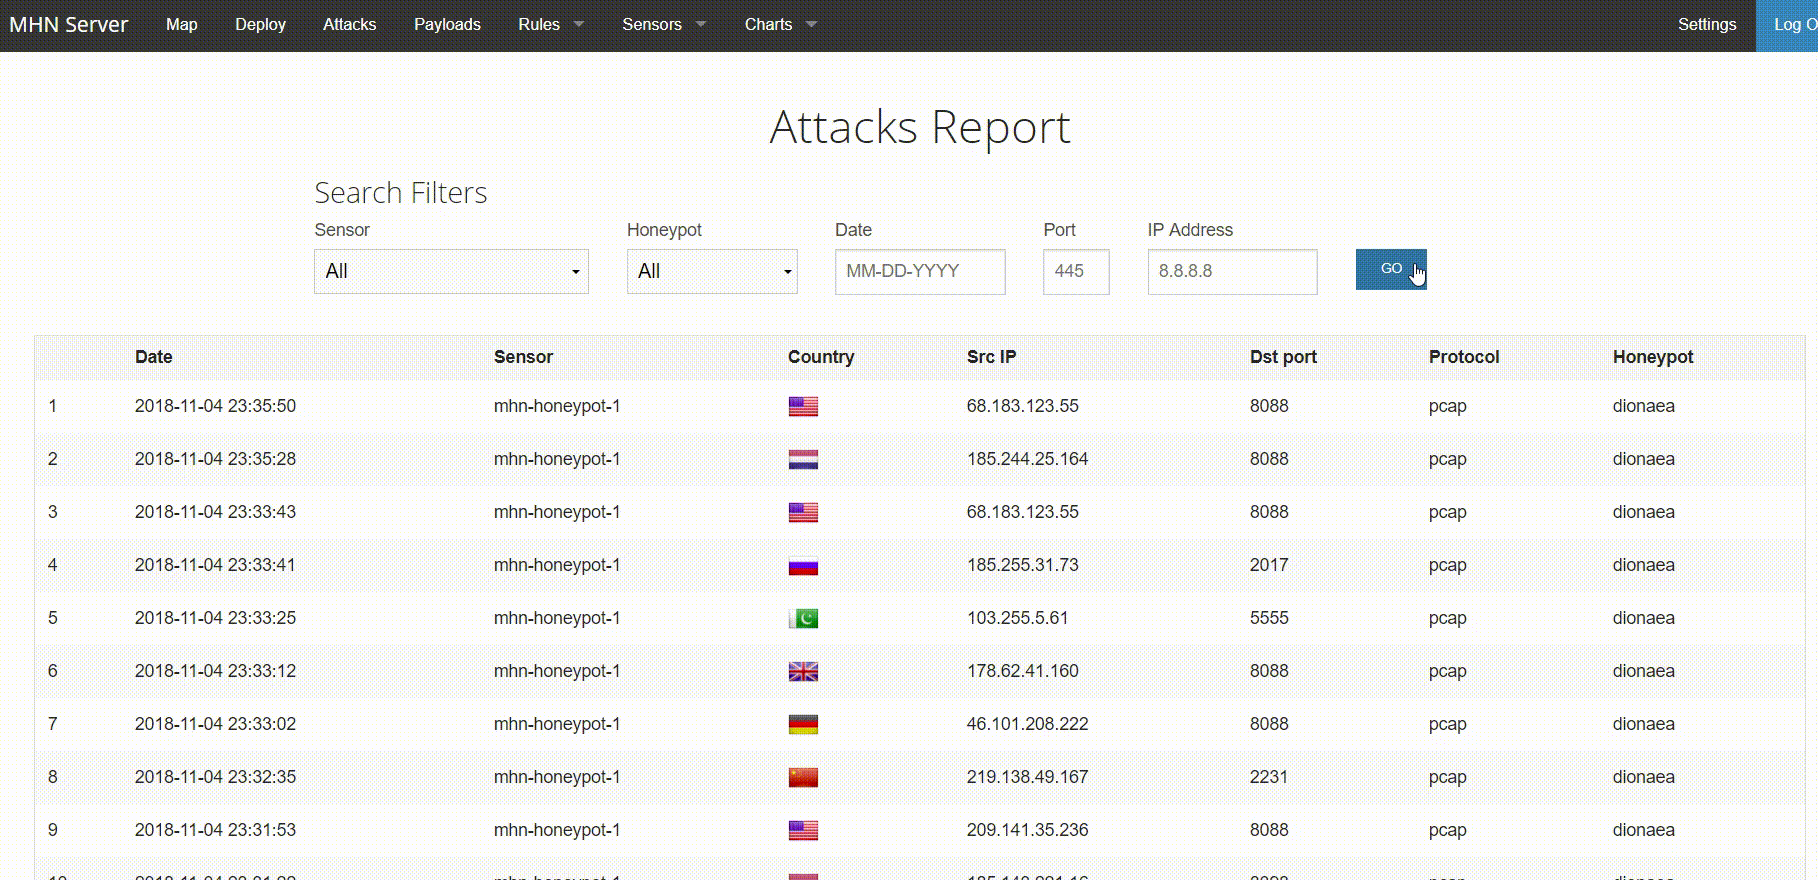 MHN Server Map Deploy Attacks Payloads Rules Sensors Charts Settings Log O
Attacks Report
Search Filters
Sensor Honeypot Date Port IP Address
All All MM-DD-YYYY 445 8.8.8.8 GO
Date Sensor Country Src IP Dst port Protocol Honeypot
1 2018-11-04 23:35:50 mhn-honeypot-1 68.183.123.55 8088 pcap dionaea
2 2018-11-04 23:35:28 mhn-honeypot-1 185.244.25.164 8088 pcap dionaea
3 2018-11-04 23:33:43 mhn-honeypot-1 68.183.123.55 8088 pcap dionaea
4 2018-11-04 23:33:41 mhn-honeypot-1 185.255.31.73 2017 pcap dionaea
5 2018-11-04 23:33:25 mhn-honeypot-1 103.255.5.61 5555 pcap dionaea
6 2018-11-04 23:33:12 mhn-honeypot-1 178.62.41.160 8088 pcap dionaea
7 2018-11-04 23:33:02 mhn-honeypot-1 46.101.208.222 8088 pcap dionaea
8 2018-11-04 23:32:35 mhn-honeypot-1 219.138.49.167 2231 pcap dionaea
9 2018-11-04 23:31:53 mhn-honeypot-1 209.141.35.236 8088 pcap dionaea